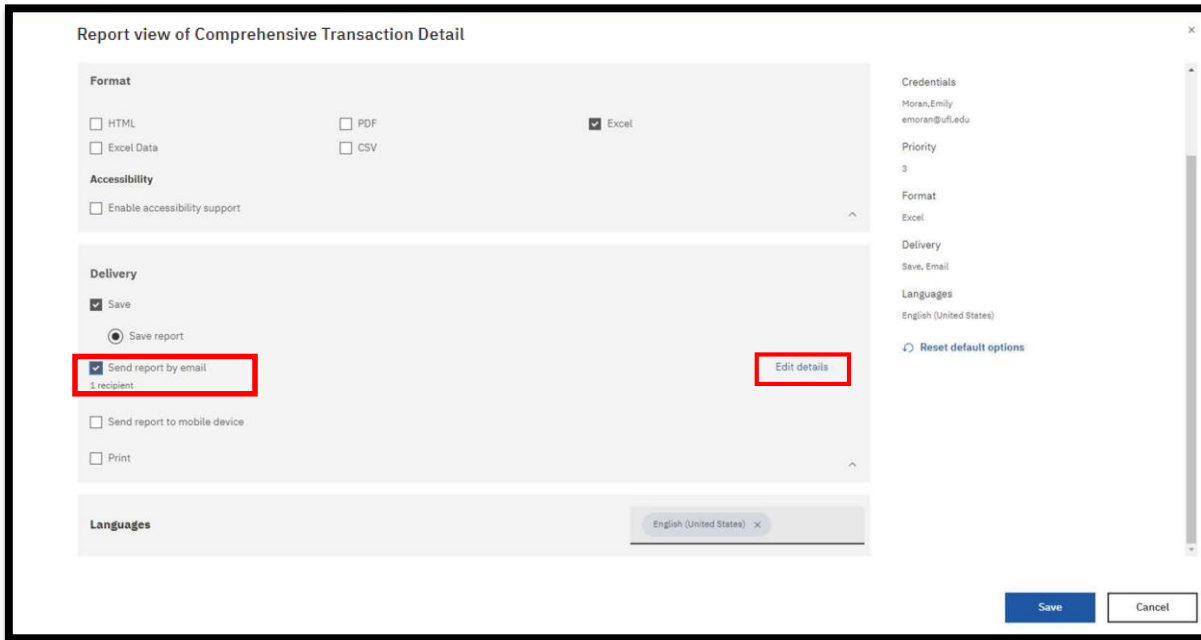 Report view of Comprehensive Transaction Detail
Format
HTML
PDF
Excel
Excel Data
CSV
Accessibility
Enable accessibility support
Delivery
Save
Save report
Send report by email
1 recipient
Edit details
Send report to mobile device
Print
Languages
English (United States)
Credentials
Moran,Emily
emoran@ufl.edu
Priority
3
Format
Excel
Delivery
Save, Email
Languages
English (United States)
Reset default options
Save
Cancel